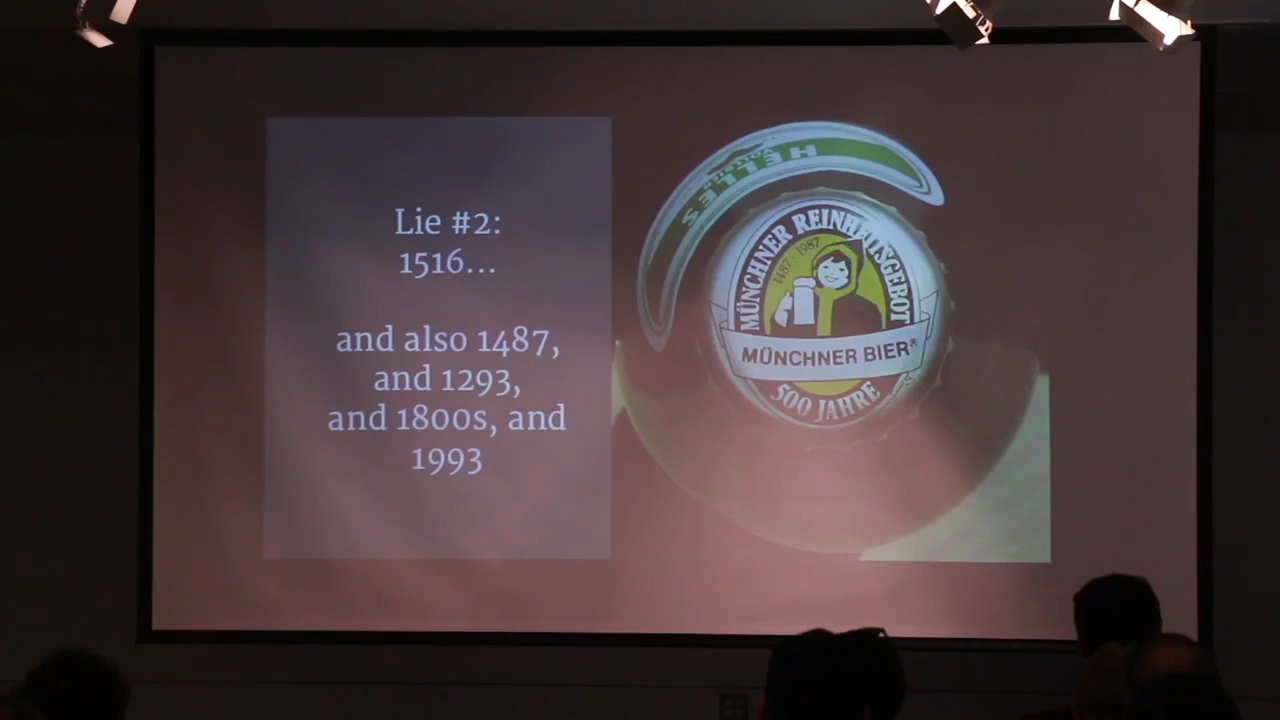 Lie #2:
1516...
and also 1487,
and 1293,
and 1800s, and
1993
HELLES
VOLLBIER
MÜNCHNER REINHEITSGEBOT
1487 - 1987
MÜNCHNER BIER®
500 JAHRE